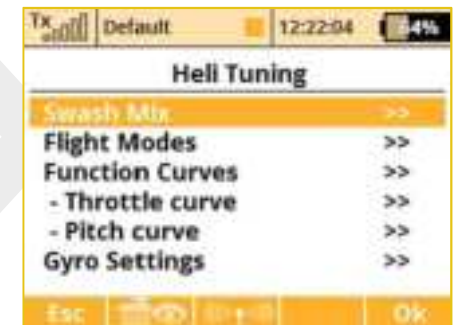 Tx Default 12:22:04 4%
Heli Tuning
Swash Mix >>
Flight Modes >>
Function Curves >>
- Throttle curve >>
- Pitch curve >>
Gyro Settings >>
Esc Ok